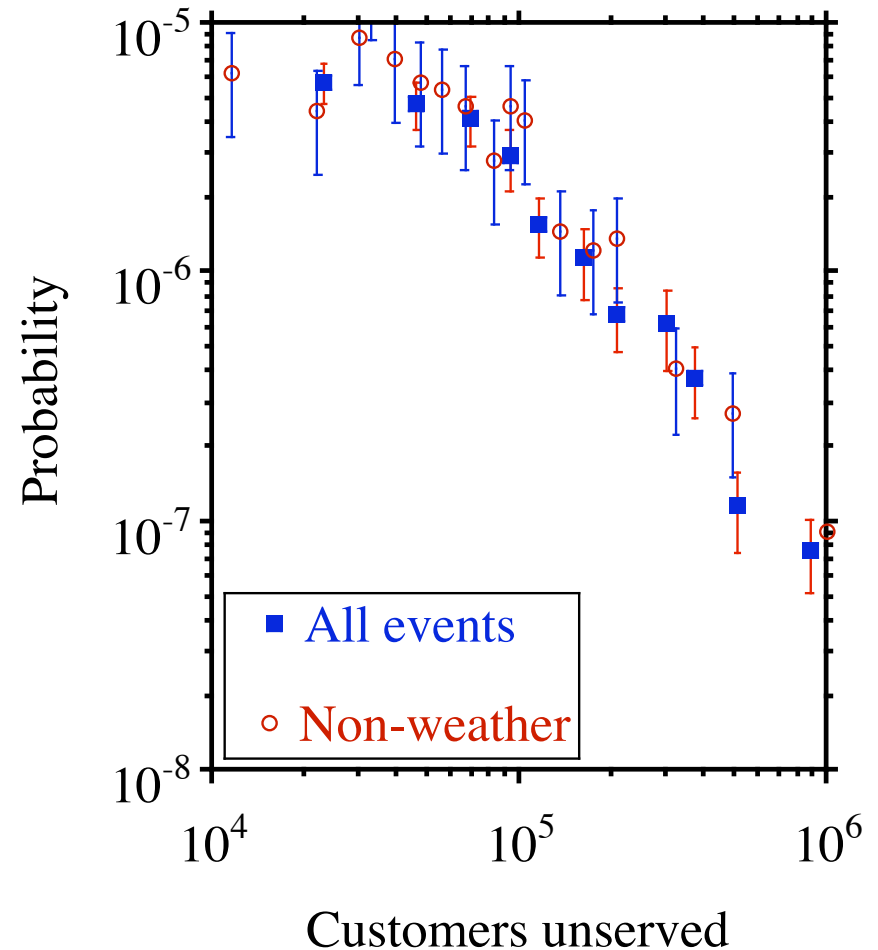 10^-5
10^-6
10^-7
10^-8
Probability
All events
Non-weather
10^4 10^5 10^6
Customers unserved